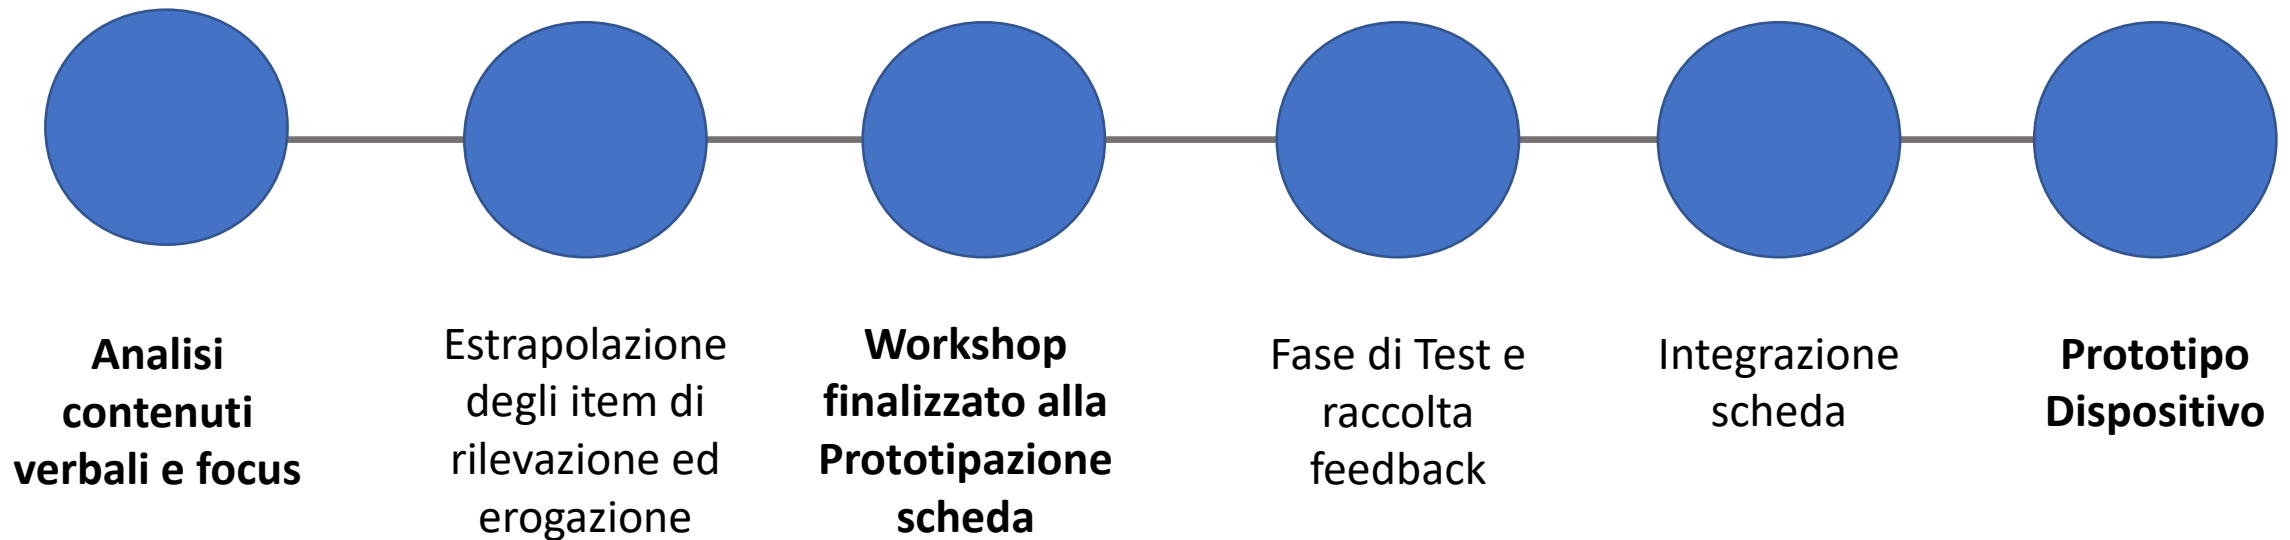 Analisi
contenuti
verbali e focus
Estrapolazione
degli item di
rilevazione ed
erogazione
Workshop
finalizzato alla
Prototipazione
scheda
Fase di Test e
raccolta
feedback
Integrazione
scheda
Prototipo
Dispositivo